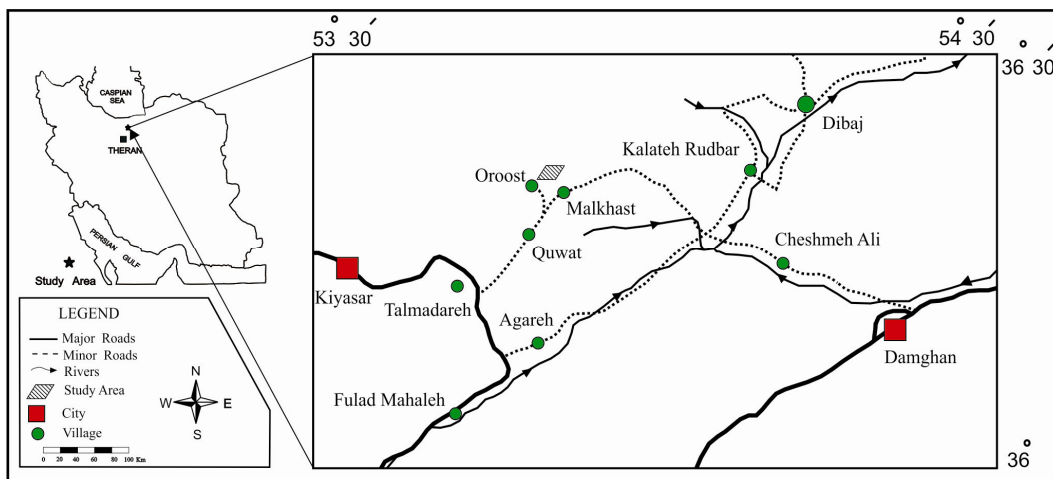 53° 30′
54° 30′
36° 30′
CASPIAN
SEA
THERAN
PERSIAN
GULF
Study Area
Dibaj
Kalateh Rudbar
Oroost
Malkhast
Quwat
Cheshmeh Ali
Kiyasar
Talmadareh
Agareh
Damghan
Fulad Mahaleh
36°
LEGEND
Major Roads
Minor Roads
Rivers
Study Area
City
Village
0 20 40 60 80 100 Km
N
W E
S